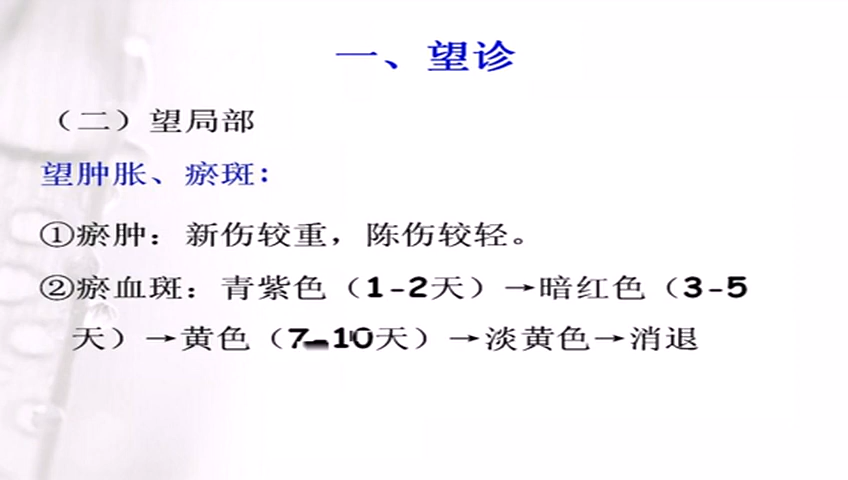 一、望诊
（二）望局部
望肿胀、瘀斑：
①瘀肿：新伤较重，陈伤较轻。
②瘀血斑：青紫色（1-2天）→暗红色（3-5
天）→黄色（7-10天）→淡黄色→消退